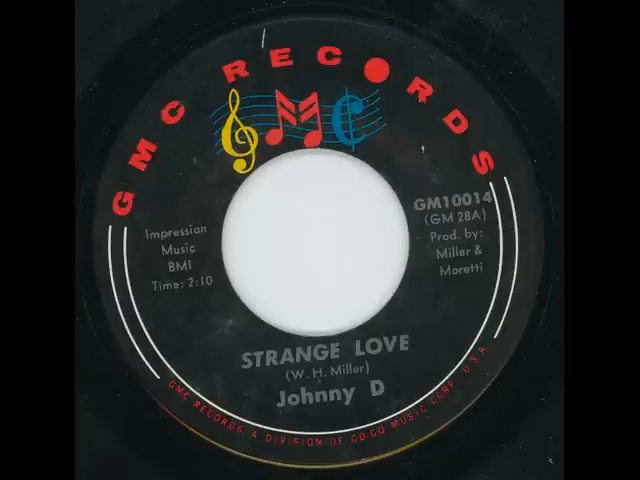 GMC RECORDS
GMC
GM10014
(GM 28A)
Prod. by:
Miller &
Moretti
Impression
Music
BMI
Time: 2:10
STRANGE LOVE
(W. H. Miller)
Johnny D
GMC RECORDS, A DIVISION OF GO-GO MUSIC CORP. U.S.A.